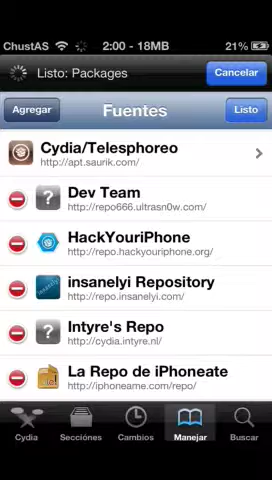 ChustAS 2:00 - 18MB 21%
Listo: Packages Cancelar
Agregar Fuentes Listo
Cydia/Telesphoreo
http://apt.saurik.com/
Dev Team
http://repo666.ultrasn0w.com/
HackYouriPhone
http://repo.hackyouriphone.org/
insanelyi Repository
http://repo.insanelyi.com/
Intyre's Repo
http://cydia.intyre.nl/
La Repo de iPhoneate
http://iphoneame.com/repo/
Cydia Secciónes Cambios Manejar Buscar